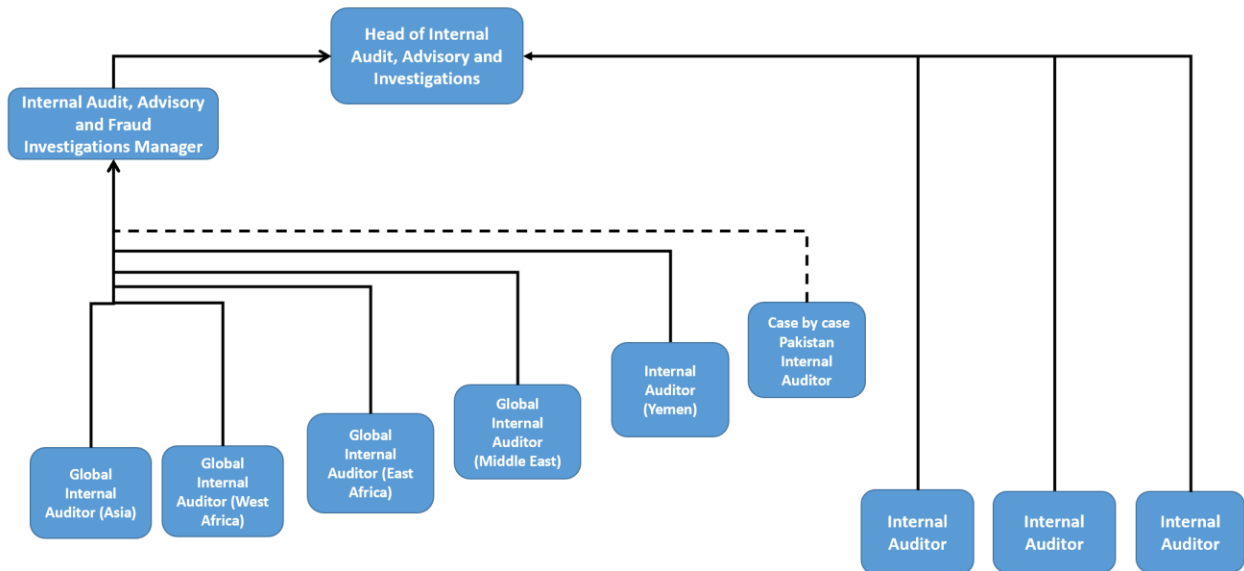 Head of Internal
Audit, Advisory and
Investigations
Internal Audit, Advisory
and Fraud
Investigations Manager
Case by case
Pakistan
Internal
Auditor
Internal
Auditor
(Yemen)
Global
Internal
Auditor
(Middle East)
Global
Internal
Auditor (East
Africa)
Global
Internal
Auditor (West
Africa)
Global
Internal
Auditor (Asia)
Internal
Auditor
Internal
Auditor
Internal
Auditor